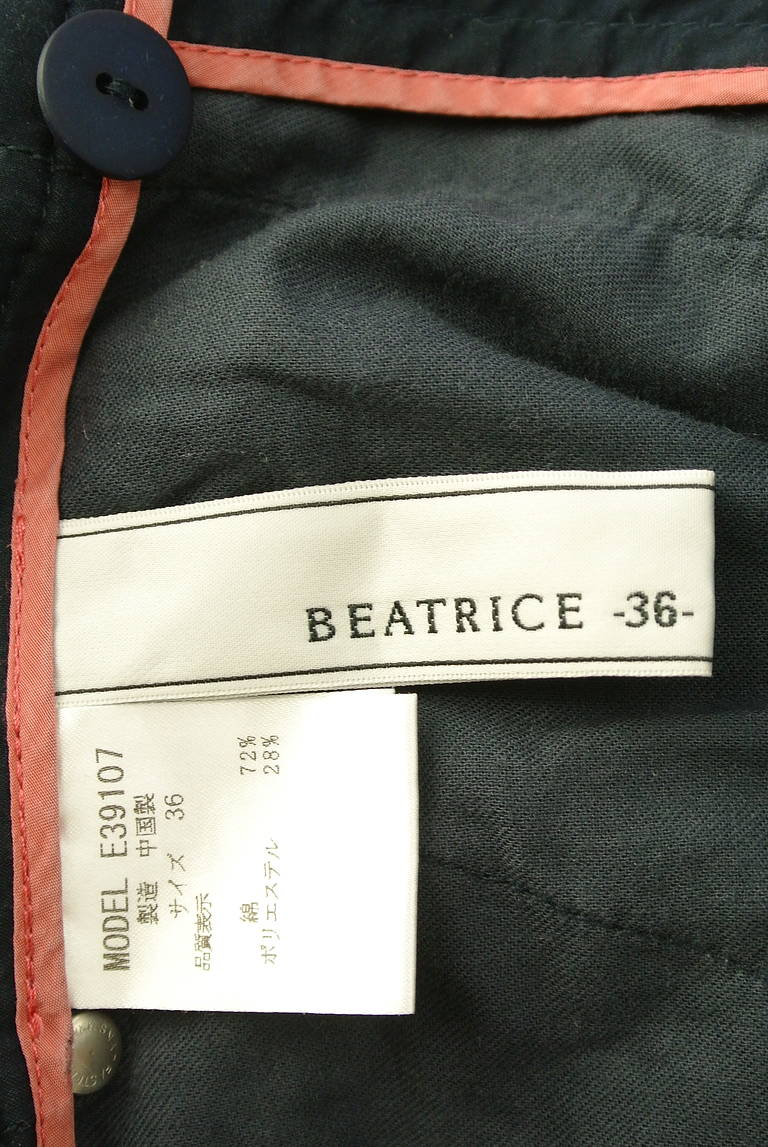 BEATRICE -36-
MODEL E39107
製造 中国製
サイズ 36
品質表示
綿 72%
ポリエステル 28%